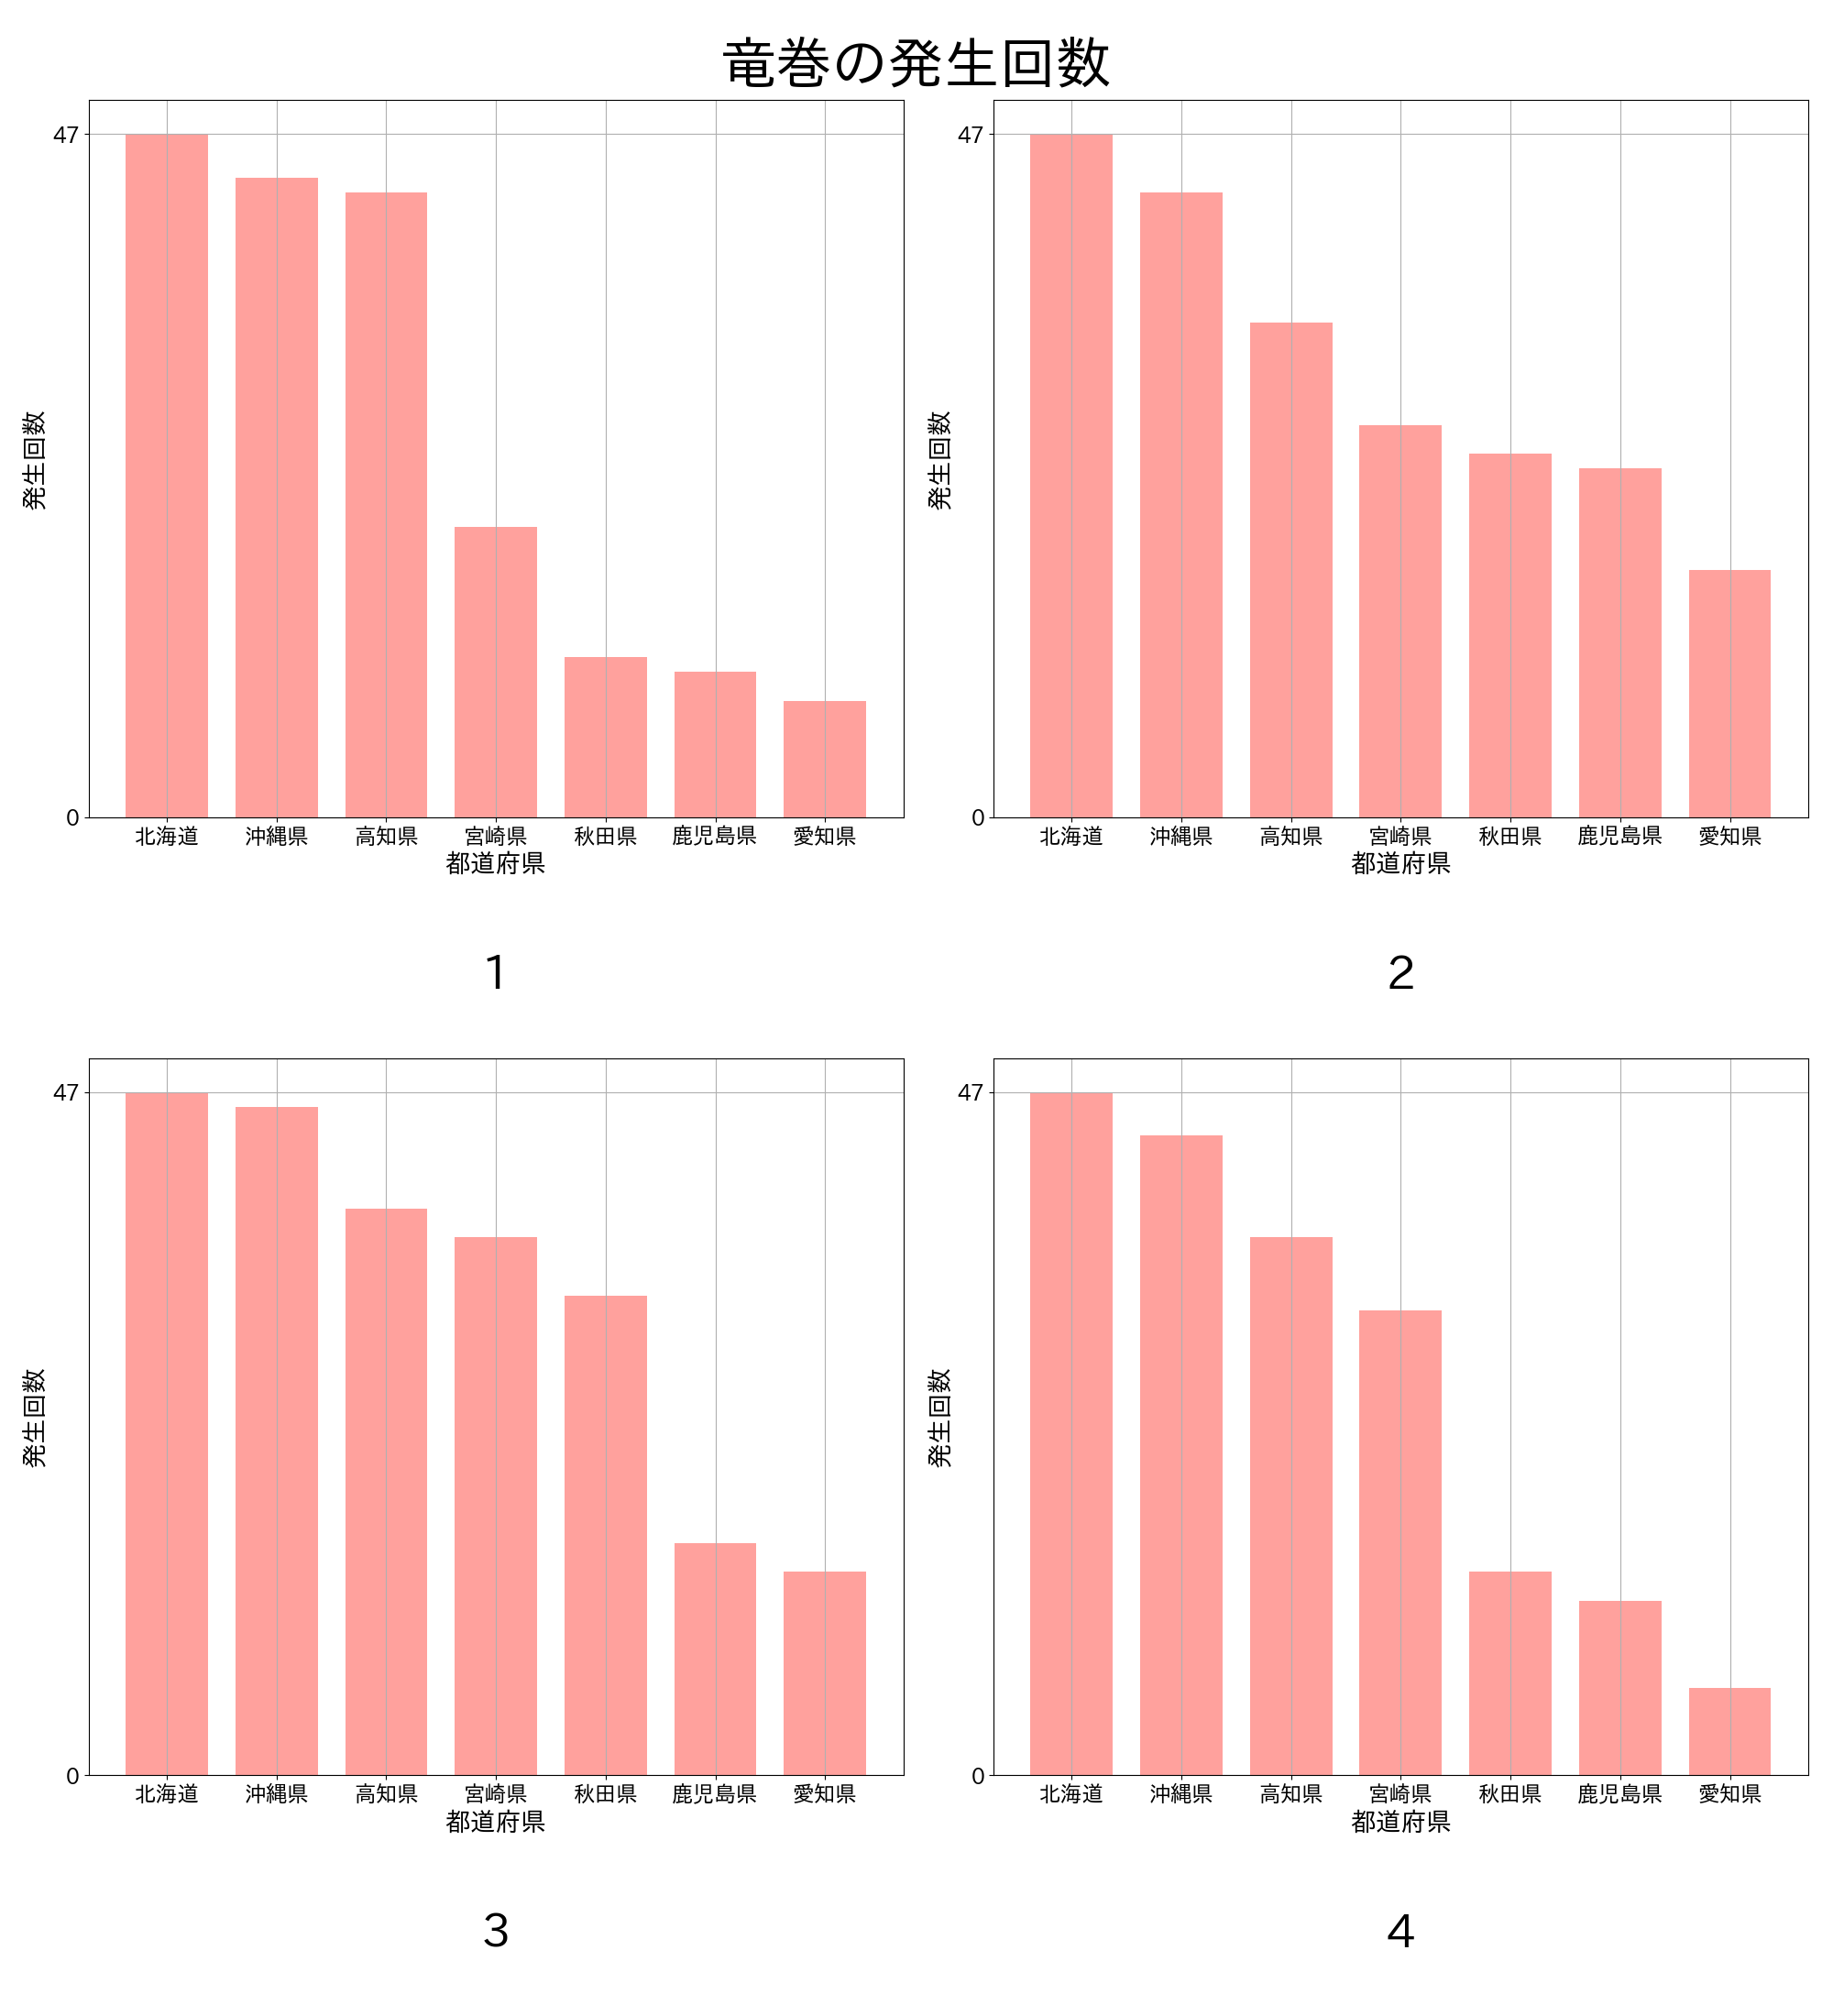 竜巻の発生回数
47
発生回数
0
北海道 沖縄県 高知県 宮崎県 秋田県 鹿児島県 愛知県
都道府県
1
47
発生回数
0
北海道 沖縄県 高知県 宮崎県 秋田県 鹿児島県 愛知県
都道府県
2
47
発生回数
0
北海道 沖縄県 高知県 宮崎県 秋田県 鹿児島県 愛知県
都道府県
3
47
発生回数
0
北海道 沖縄県 高知県 宮崎県 秋田県 鹿児島県 愛知県
都道府県
4